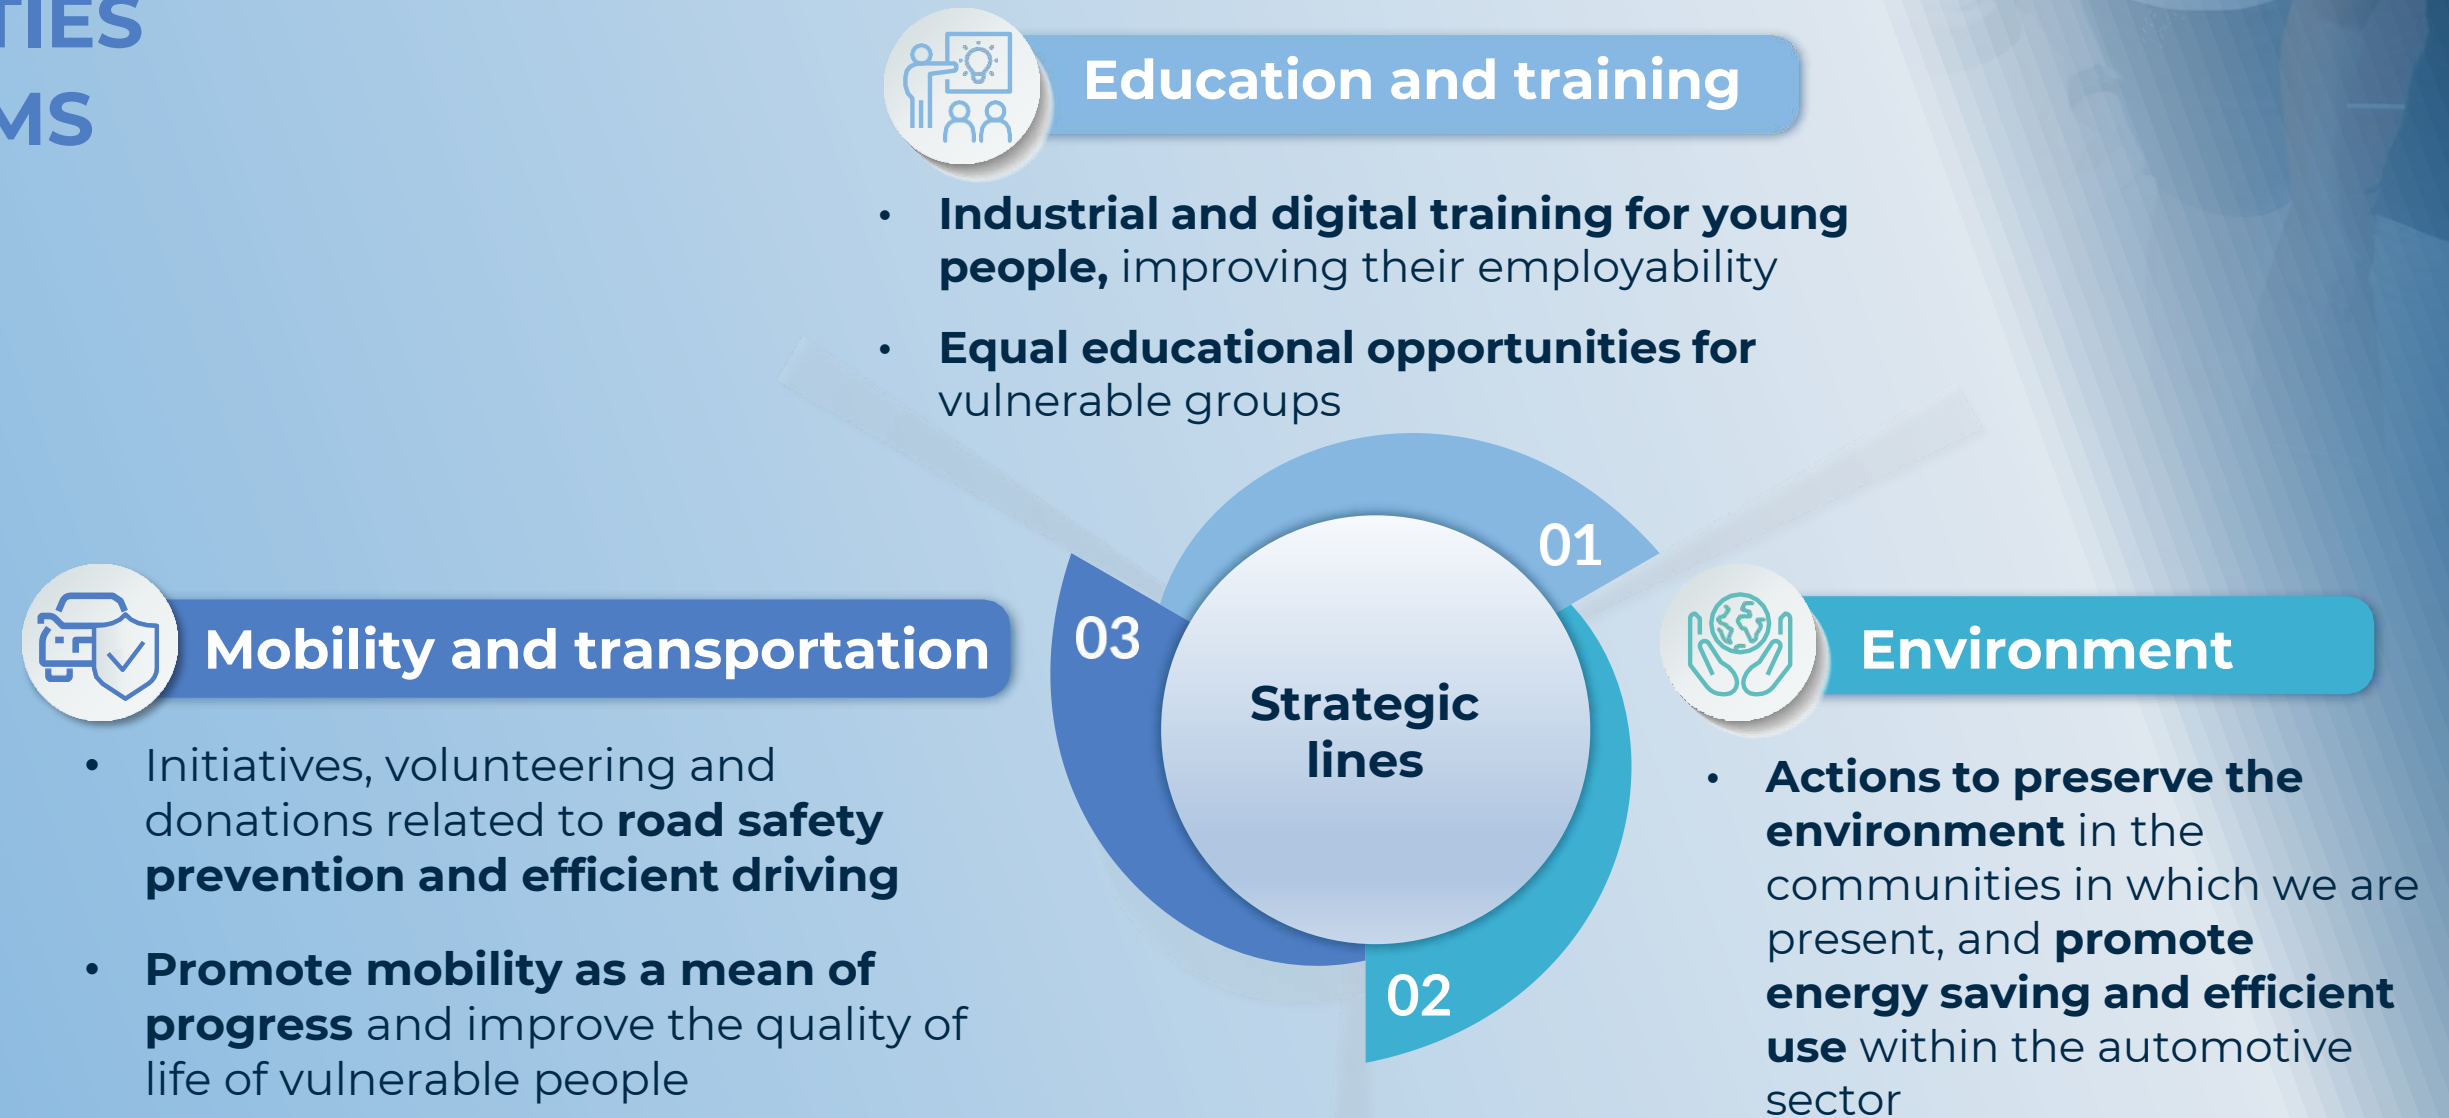 Education and training
• Industrial and digital training for young
people, improving their employability
• Equal educational opportunities for
vulnerable groups
01
03
02
Strategic
lines
Mobility and transportation
• Initiatives, volunteering and
donations related to road safety
prevention and efficient driving
• Promote mobility as a mean of
progress and improve the quality of
life of vulnerable people
Environment
• Actions to preserve the
environment in the
communities in which we are
present, and promote
energy saving and efficient
use within the automotive
sector